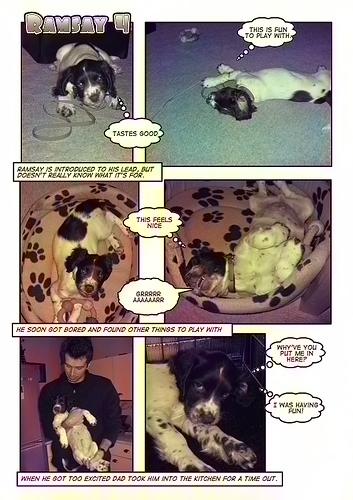 RAMSAY 4
TASTES GOOD
THIS IS FUN
TO PLAY WITH.
RAMSAY IS INTRODUCED TO HIS LEAD, BUT
DOESN'T REALLY KNOW WHAT IT'S FOR.
THIS FEELS
NICE
GRRRRR
AAAAARR
HE SOON GOT BORED AND FOUND OTHER THINGS TO PLAY WITH
WHY'VE YOU
PUT ME IN
HERE?
I WAS HAVING
FUN!
WHEN HE GOT TOO EXCITED DAD TOOK HIM INTO THE KITCHEN FOR A TIME OUT.